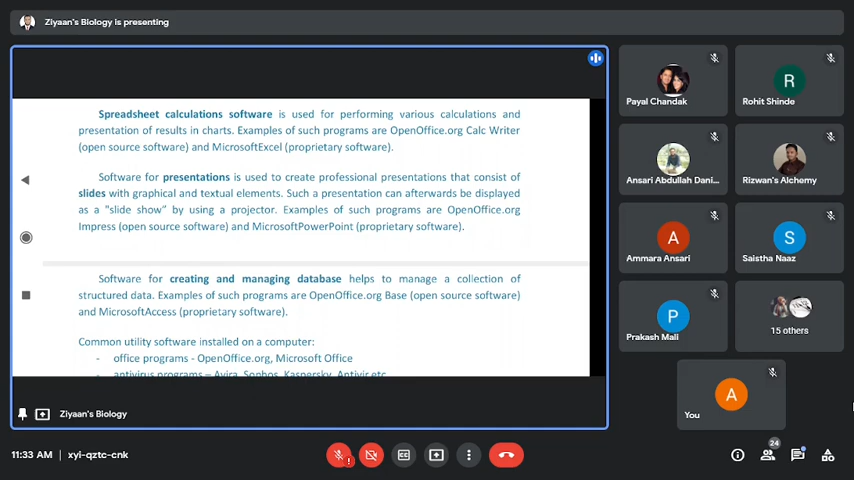 Ziyaan's Biology is presenting
Spreadsheet calculations software is used for performing various calculations and
presentation of results in charts. Examples of such programs are OpenOffice.org Calc Writer
(open source software) and MicrosoftExcel (proprietary software).
Software for presentations is used to create professional presentations that consist of
slides with graphical and textual elements. Such a presentation can afterwards be displayed
as a "slide show" by using a projector. Examples of such programs are OpenOffice.org
Impress (open source software) and MicrosoftPowerPoint (proprietary software).
Software for creating and managing database helps to manage a collection of
structured data. Examples of such programs are OpenOffice.org Base (open source software)
and MicrosoftAccess (proprietary software).
Common utility software installed on a computer:
- office programs - OpenOffice.org, Microsoft Office
- antivirus programs – Avira, Sophos, Kaspersky, Antivir etc.
Ziyaan's Biology
Payal Chandak
R
Rohit Shinde
Ansari Abdullah Dani...
Rizwan's Alchemy
A
Ammara Ansari
S
Saistha Naaz
P
Prakash Mali
15 others
A
You
11:33 AM | xyi-qztc-cnk
24